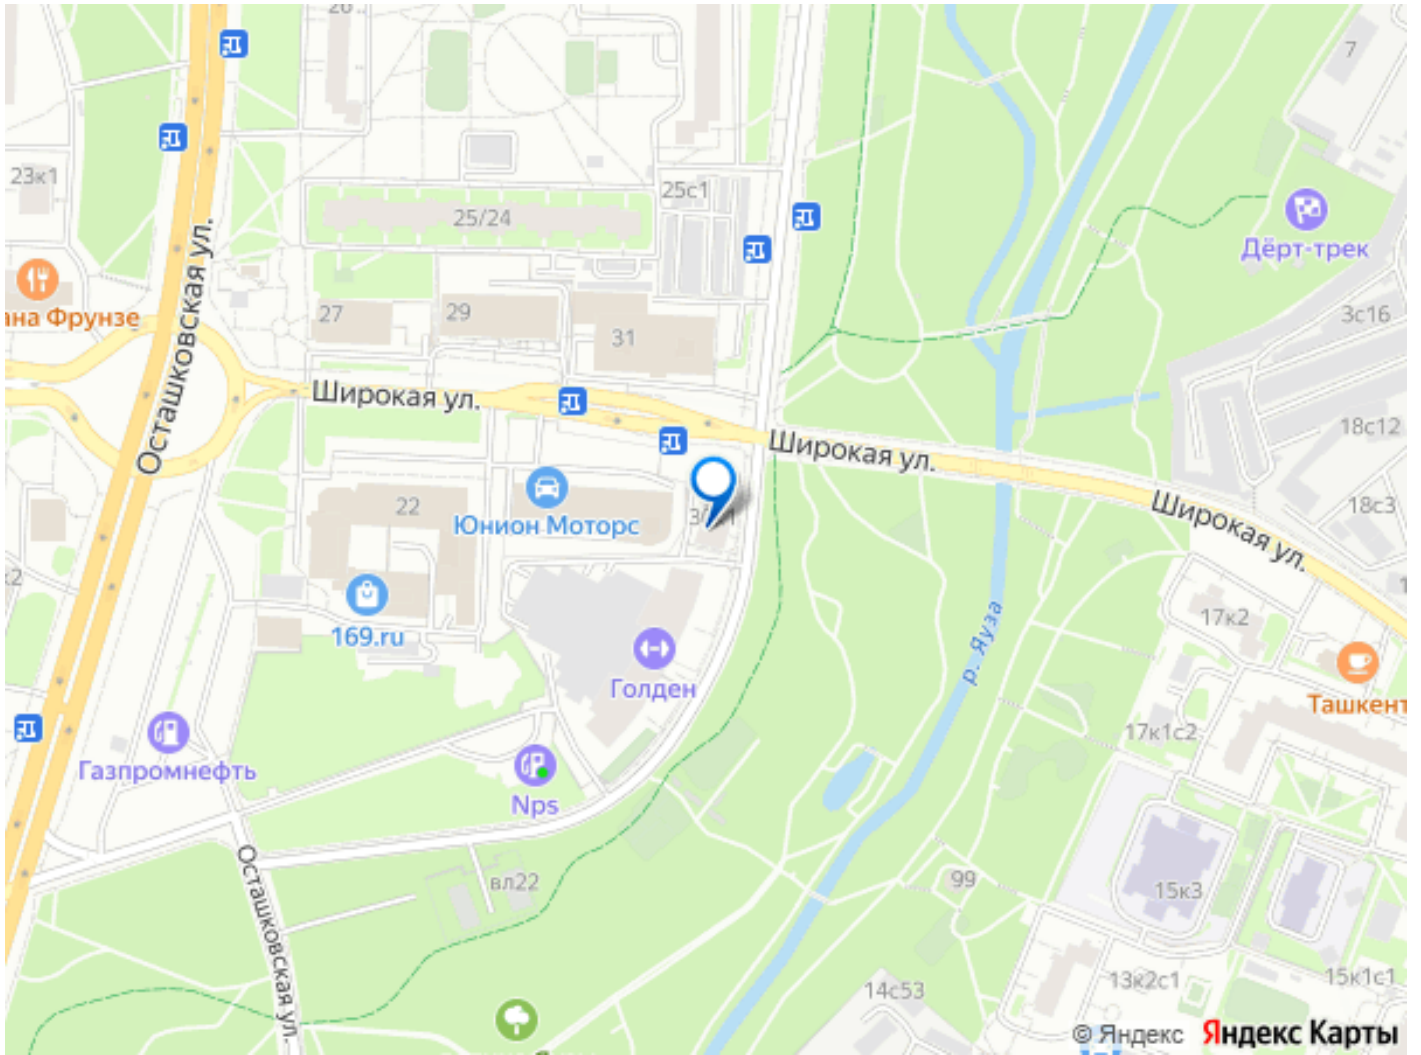 23к1
25с1
25/24
7
Дёрт-трек
Осташковская ул.
ана Фрунзе
27
29
31
3с16
Широкая ул.
Широкая ул.
18с12
22
Юнион Моторс
18с3
Широкая ул.
17к2
169.ru
р. Яуза
Голден
Ташкент
17к1с2
Газпромнефть
Nps
Осташковская ул.
вл22
99
15к3
14с53
13к2с1
15к1с1
© Яндекс Яндекс Карты